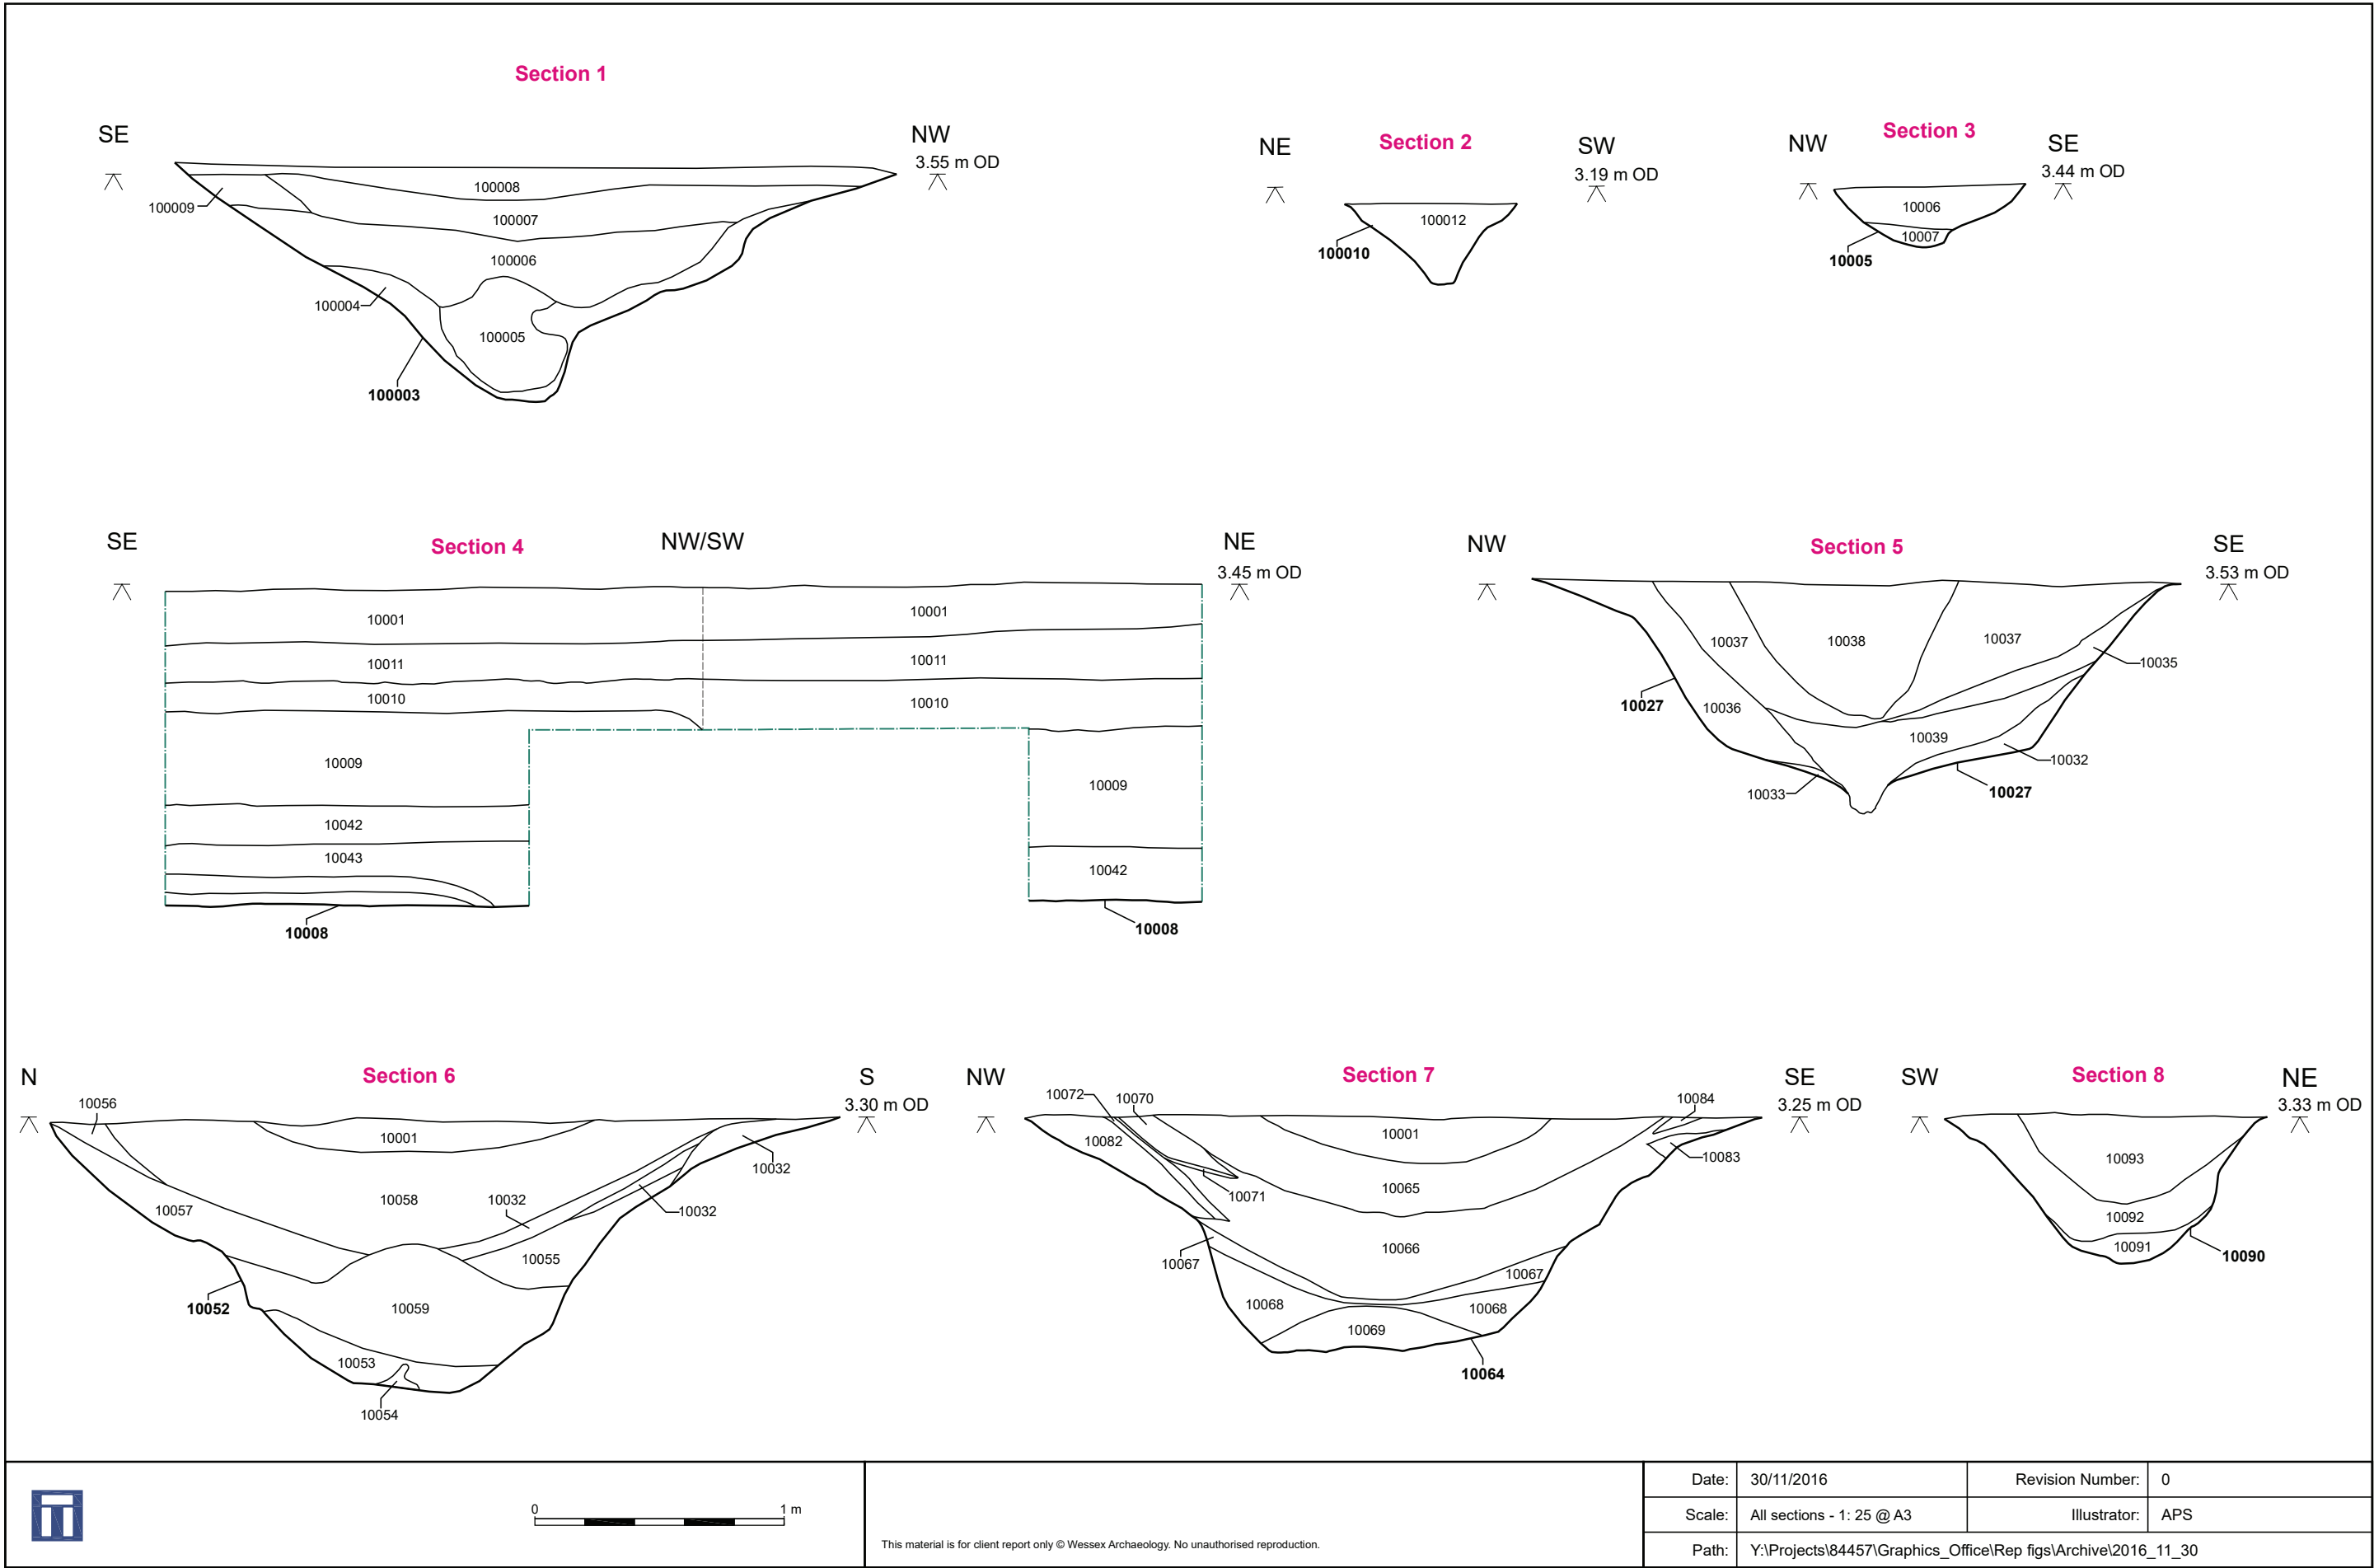 Section 1
SE
NW
3.55 m OD
100008
100009
100007
100006
100004
100005
100003
Section 2
NE
SW
3.19 m OD
100012
100010
Section 3
NW
SE
3.44 m OD
10006
10007
10005
Section 4
SE
NW/SW
NE
3.45 m OD
10001
10001
10011
10011
10010
10010
10009
10009
10042
10043
10042
10008
10008
Section 5
NW
SE
3.53 m OD
10037
10038
10037
10035
10027
10036
10039
10032
10033
10027
Section 6
N
S
3.30 m OD
10056
10001
10032
10058
10032
10057
10032
10055
10052
10059
10053
10054
Section 7
NW
SE
3.25 m OD
10072
10070
10084
10082
10001
10083
10071
10065
10067
10066
10067
10068
10068
10069
10064
Section 8
SW
NE
3.33 m OD
10093
10092
10091
10090
0 1 m
This material is for client report only © Wessex Archaeology. No unauthorised reproduction.
Date: 30/11/2016 Revision Number: 0
Scale: All sections - 1: 25 @ A3 Illustrator: APS
Path: Y:\Projects\84457\Graphics_Office\Rep figs\Archive\2016_11_30